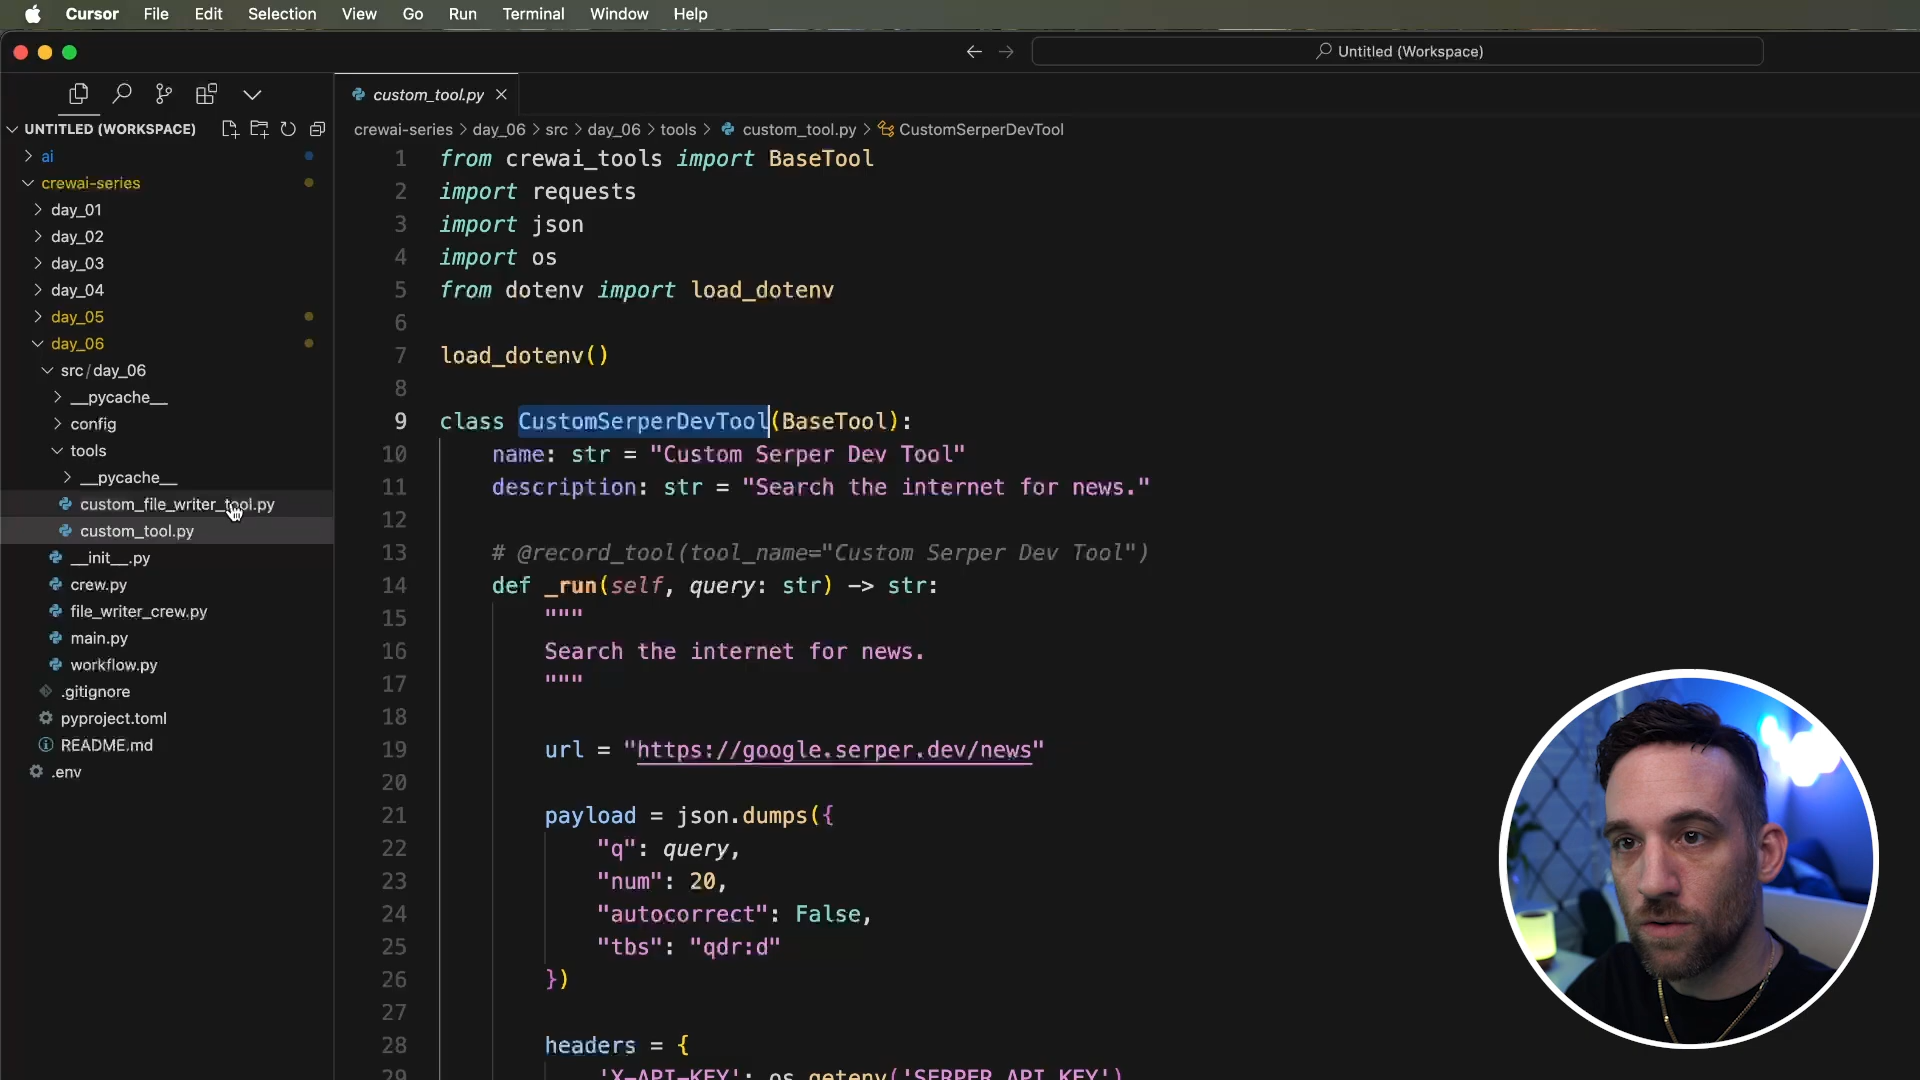 Cursor File Edit Selection View Go Run Terminal Window Help
Untitled (Workspace)
custom_tool.py
UNTITLED (WORKSPACE)
crewai-series > day_06 > src > day_06 > tools > custom_tool.py > CustomSerperDevTool
ai
crewai-series
day_01
day_02
day_03
day_04
day_05
day_06
src/day_06
__pycache__
config
tools
__pycache__
custom_file_writer_tool.py
custom_tool.py
__init__.py
crew.py
file_writer_crew.py
main.py
workflow.py
.gitignore
pyproject.toml
README.md
.env
1 from crewai_tools import BaseTool
2 import requests
3 import json
4 import os
5 from dotenv import load_dotenv
6
7 load_dotenv()
8
9 class CustomSerperDevTool(BaseTool):
10 name: str = "Custom Serper Dev Tool"
11 description: str = "Search the internet for news."
12
13 # @record_tool(tool_name="Custom Serper Dev Tool")
14 def _run(self, query: str) -> str:
15 """
16 Search the internet for news.
17 """
18
19 url = "https://google.serper.dev/news"
20
21 payload = json.dumps({
22 "q": query,
23 "num": 20,
24 "autocorrect": False,
25 "tbs": "qdr:d"
26 })
27
28 headers = {
29 'X-API-KEY': os.getenv('SERPER_API_KEY')